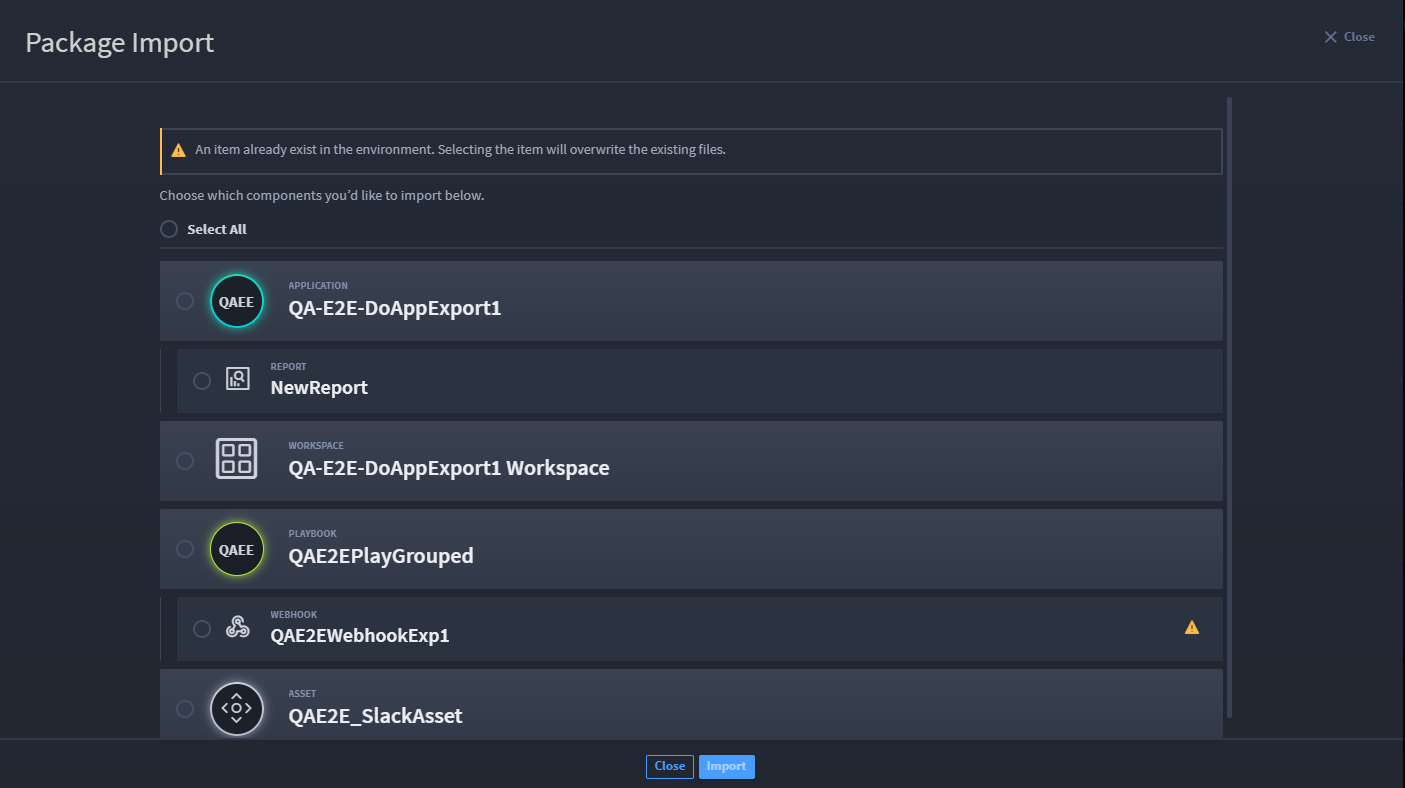 Package Import
Close
An item already exist in the environment. Selecting the item will overwrite the existing files.
Choose which components you’d like to import below.
Select All
QAEE
APPLICATION
QA-E2E-DoAppExport1
REPORT
NewReport
WORKSPACE
QA-E2E-DoAppExport1 Workspace
QAEE
PLAYBOOK
QAE2EPlayGrouped
WEBHOOK
QAE2EWebhookExp1
ASSET
QAE2E_SlackAsset
Close
Import